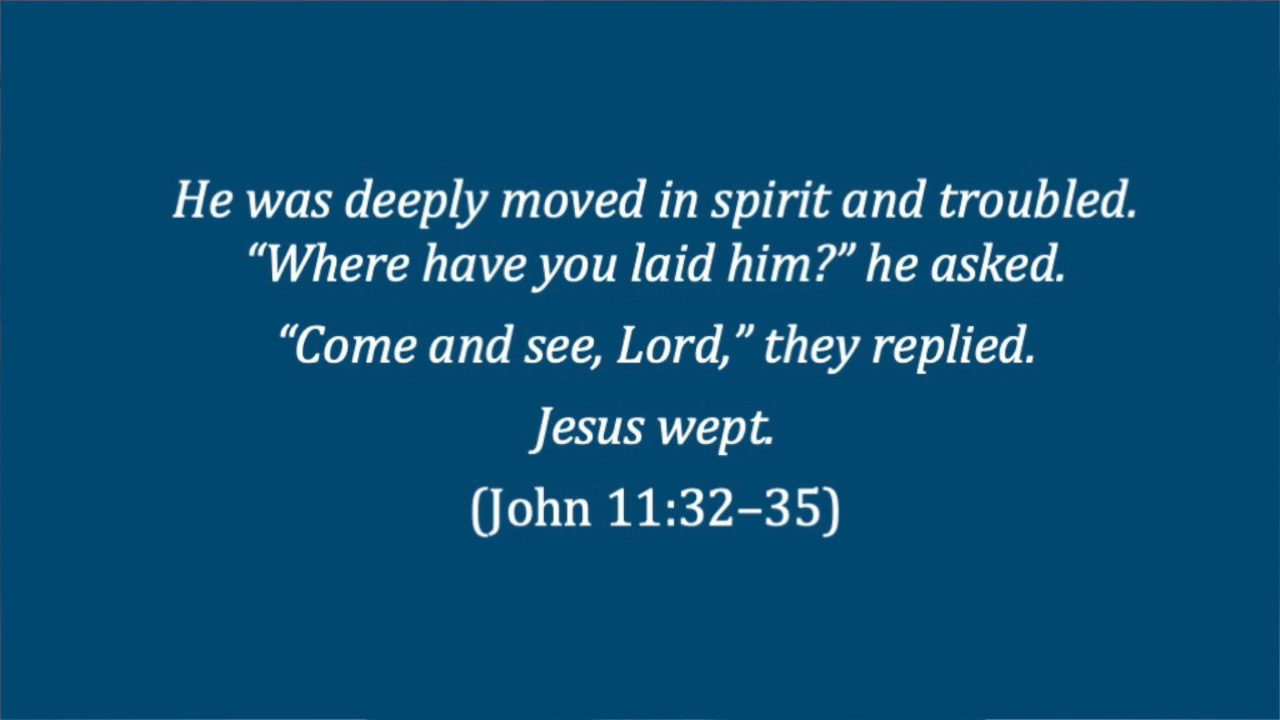 He was deeply moved in spirit and troubled.
“Where have you laid him?” he asked.
“Come and see, Lord,” they replied.
Jesus wept.
(John 11:32–35)